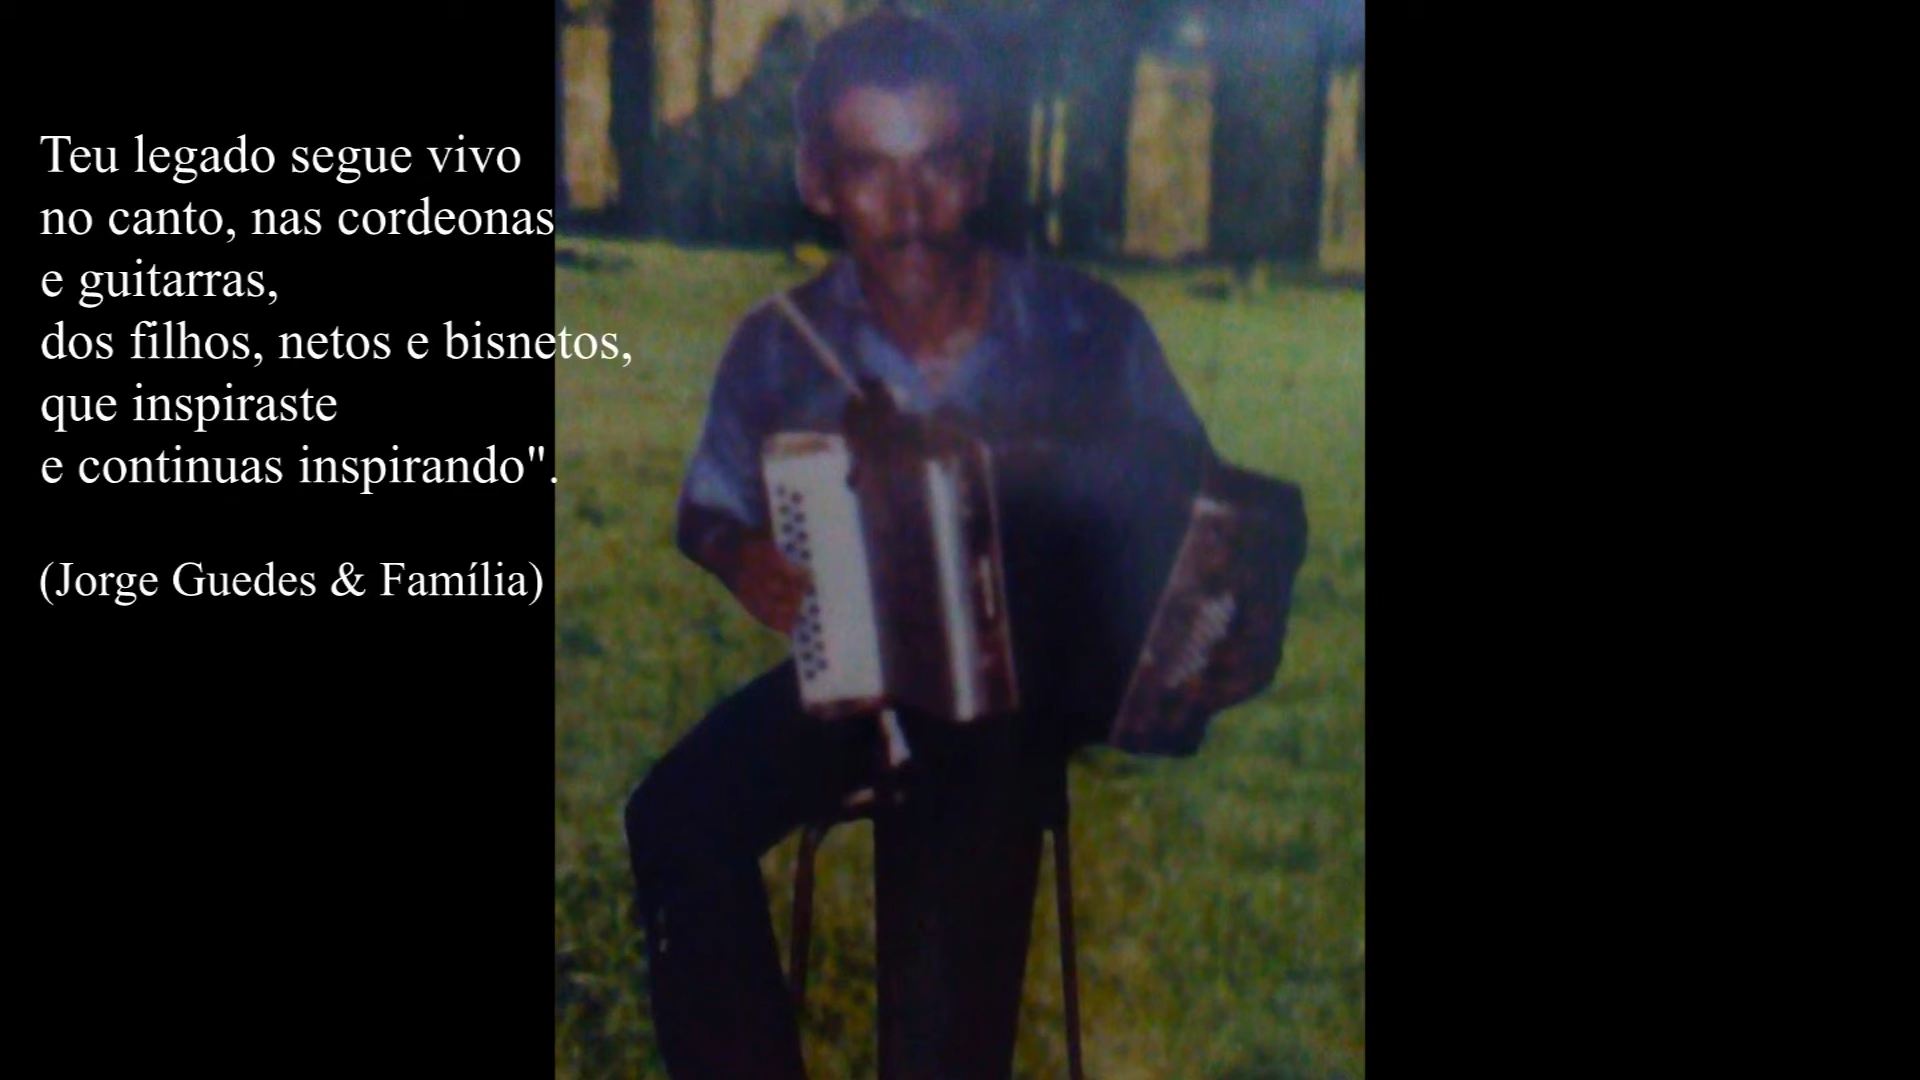 Teu legado segue vivo
no canto, nas cordeonas
e guitarras,
dos filhos, netos e bisnetos,
que inspiraste
e continuas inspirando".
(Jorge Guedes & Família)